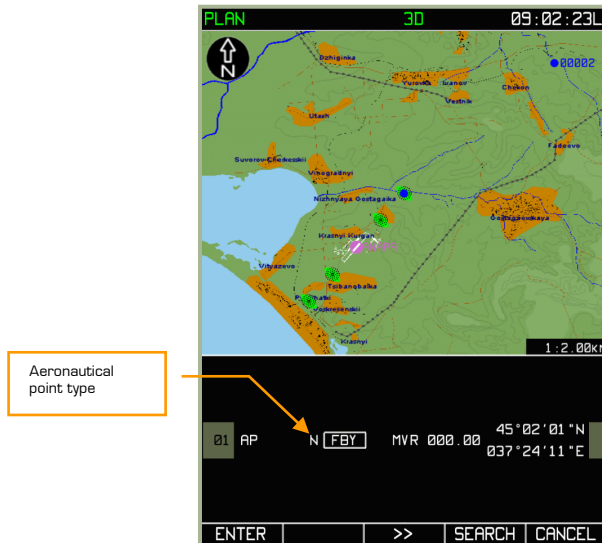 PLAN 3D 09:02:23L
N
Dzhiginka
00002
Yurovka Ivanov Chekon
Vestnik
Utash
Fadeevo
Suvorov-Cherkesskii
Vinogradnyi
Nizhnyaya Gostagaika
Gostagaevskaya
Krasnyi Kurgan
Vityazevo
Tsibanobalka
Voskresenskii
Krasnyi
1:2.00km
Aeronautical
point type
01 AP N FBY MVR 000.00 45°02'01"N
037°24'11"E
ENTER >> SEARCH CANCEL